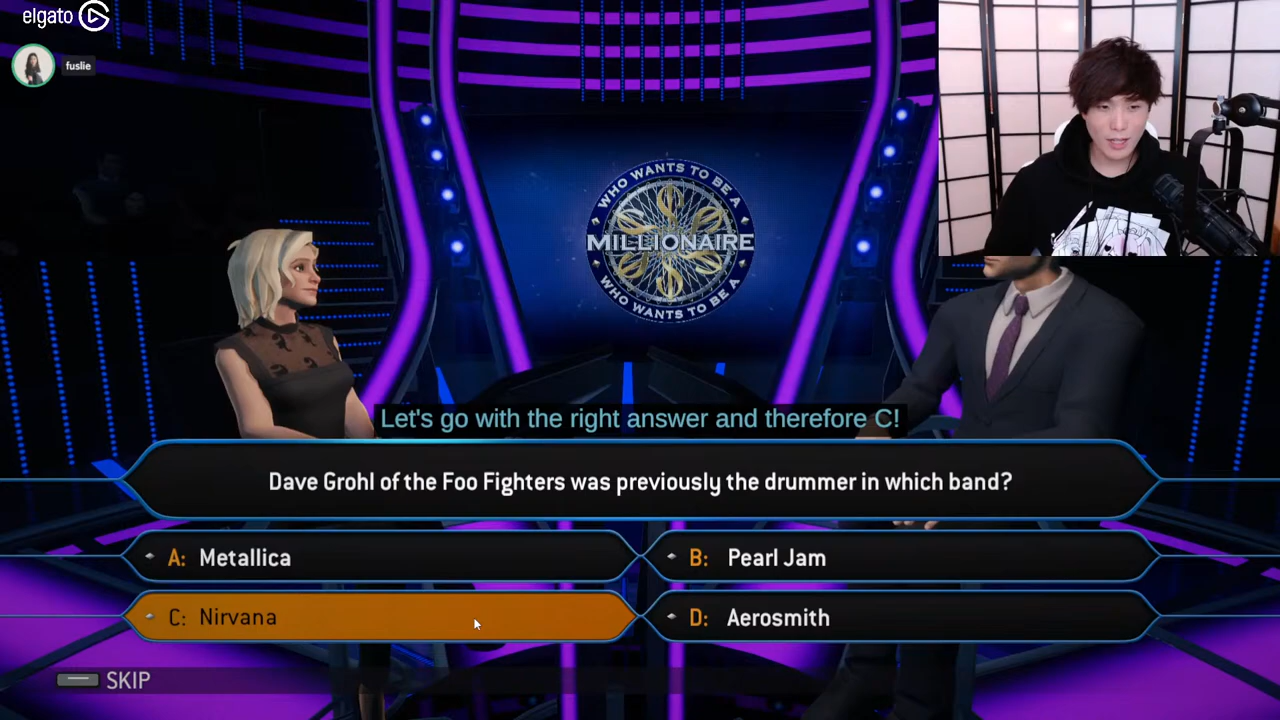 elgato
fuslie
WHO WANTS TO BE A
MILLIONAIRE
WHO WANTS TO BE A
Let's go with the right answer and therefore C!
Dave Grohl of the Foo Fighters was previously the drummer in which band?
A: Metallica
B: Pearl Jam
C: Nirvana
D: Aerosmith
SKIP